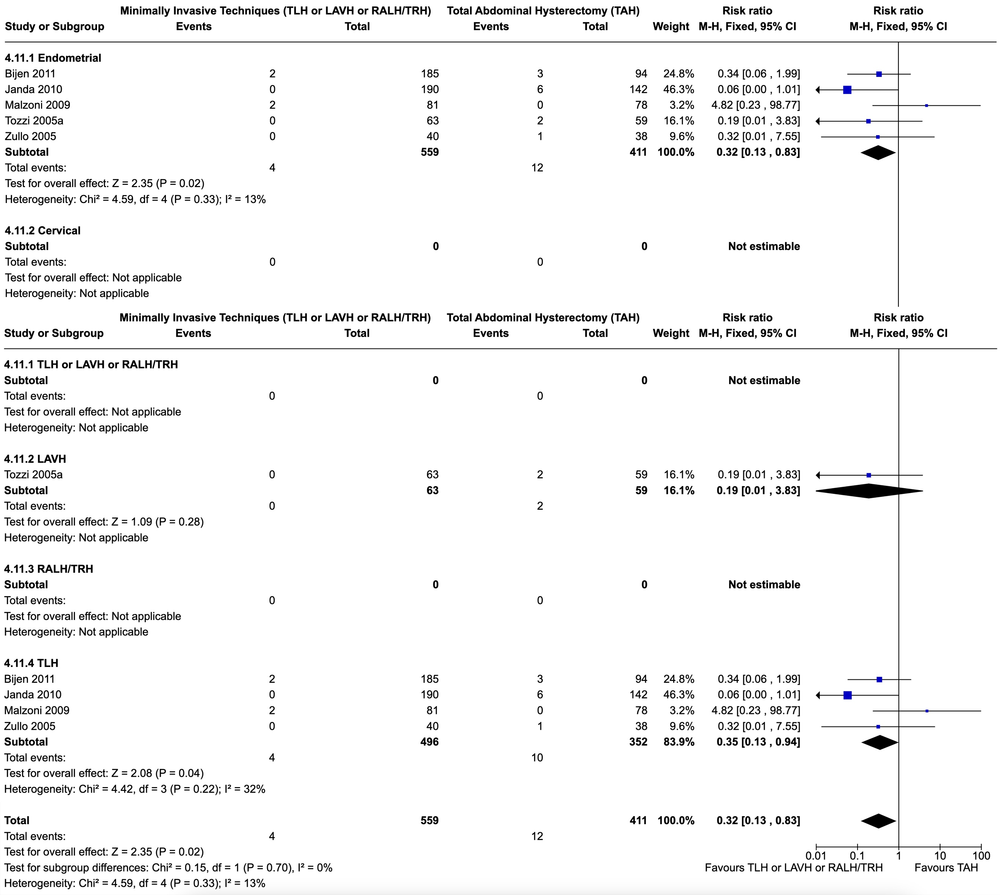 Minimally Invasive Techniques (TLH or LAVH or RALH/TRH) Total Abdominal Hysterectomy (TAH) Risk ratio Risk ratio
Study or Subgroup Events Total Events Total Weight M-H, Fixed, 95% CI M-H, Fixed, 95% CI
4.11.1 Endometrial
Bijen 2011 2 185 3 94 24.8% 0.34 [0.06 , 1.99]
Janda 2010 0 190 6 142 46.3% 0.06 [0.00 , 1.01]
Malzoni 2009 2 81 0 78 3.2% 4.82 [0.23 , 98.77]
Tozzi 2005a 0 63 2 59 16.1% 0.19 [0.01 , 3.83]
Zullo 2005 0 40 1 38 9.6% 0.32 [0.01 , 7.55]
Subtotal 559 411 100.0% 0.32 [0.13 , 0.83]
Total events: 4 12
Test for overall effect: Z = 2.35 (P = 0.02)
Heterogeneity: Chi² = 4.59, df = 4 (P = 0.33); I² = 13%
4.11.2 Cervical
Subtotal 0 0 Not estimable
Total events: 0 0
Test for overall effect: Not applicable
Heterogeneity: Not applicable
Minimally Invasive Techniques (TLH or LAVH or RALH/TRH) Total Abdominal Hysterectomy (TAH) Risk ratio Risk ratio
Study or Subgroup Events Total Events Total Weight M-H, Fixed, 95% CI M-H, Fixed, 95% CI
4.11.1 TLH or LAVH or RALH/TRH
Subtotal 0 0 Not estimable
Total events: 0 0
Test for overall effect: Not applicable
Heterogeneity: Not applicable
4.11.2 LAVH
Tozzi 2005a 0 63 2 59 16.1% 0.19 [0.01 , 3.83]
Subtotal 63 59 16.1% 0.19 [0.01 , 3.83]
Total events: 0 2
Test for overall effect: Z = 1.09 (P = 0.28)
Heterogeneity: Not applicable
4.11.3 RALH/TRH
Subtotal 0 0 Not estimable
Total events: 0 0
Test for overall effect: Not applicable
Heterogeneity: Not applicable
4.11.4 TLH
Bijen 2011 2 185 3 94 24.8% 0.34 [0.06 , 1.99]
Janda 2010 0 190 6 142 46.3% 0.06 [0.00 , 1.01]
Malzoni 2009 2 81 0 78 3.2% 4.82 [0.23 , 98.77]
Zullo 2005 0 40 1 38 9.6% 0.32 [0.01 , 7.55]
Subtotal 496 352 83.9% 0.35 [0.13 , 0.94]
Total events: 4 10
Test for overall effect: Z = 2.08 (P = 0.04)
Heterogeneity: Chi² = 4.42, df = 3 (P = 0.22); I² = 32%
Total 559 411 100.0% 0.32 [0.13 , 0.83]
Total events: 4 12
Test for overall effect: Z = 2.35 (P = 0.02)
0.01 0.1 1 10 100
Test for subgroup differences: Chi² = 0.15, df = 1 (P = 0.70), I² = 0% Favours TLH or LAVH or RALH/TRH Favours TAH
Heterogeneity: Chi² = 4.59, df = 4 (P = 0.33); I² = 13%